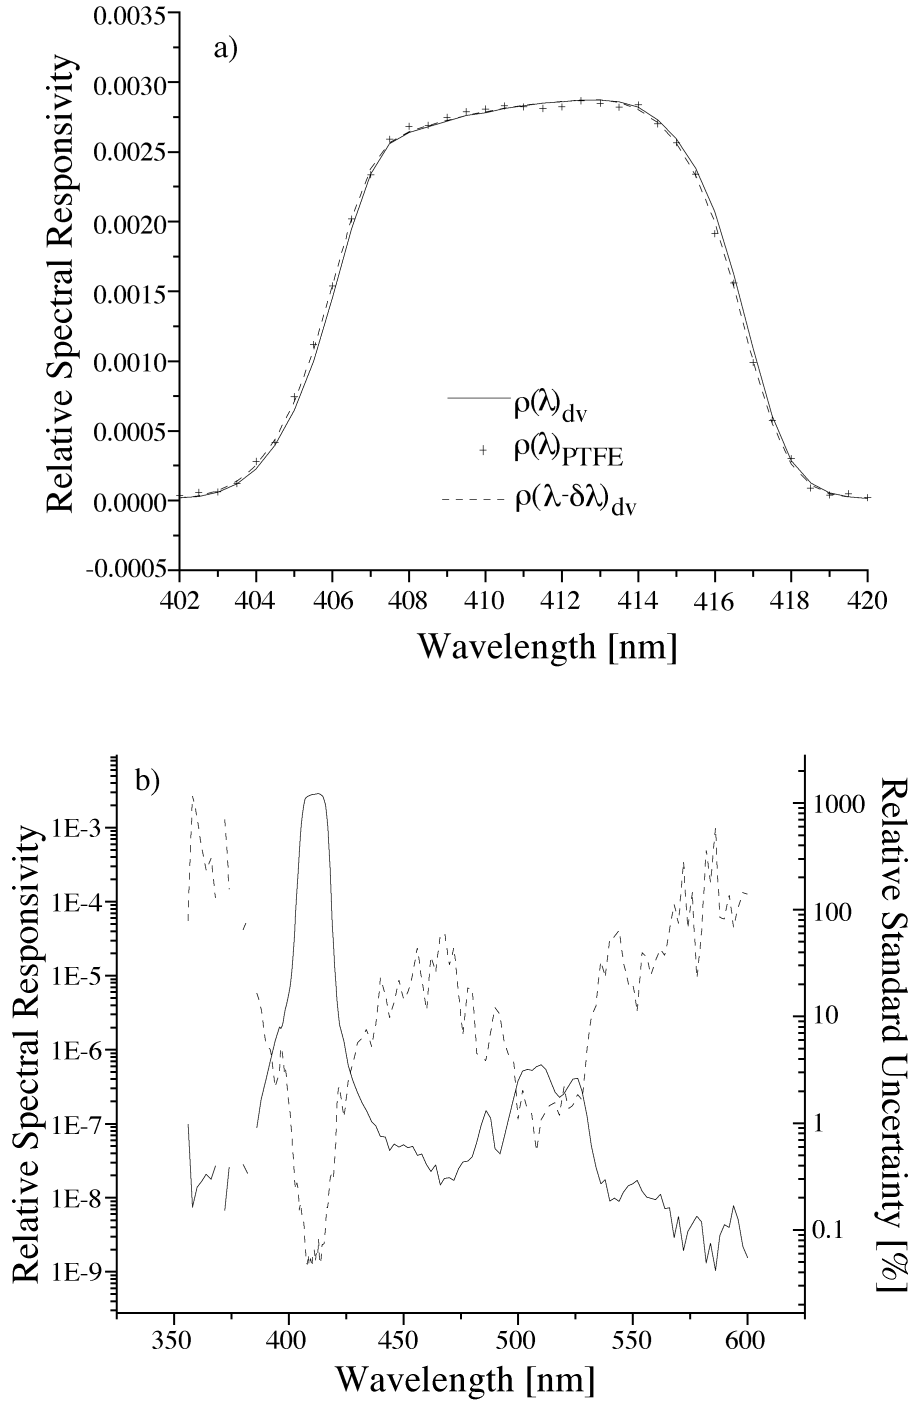 a)
Relative Spectral Responsivity
0.0035
0.0030
0.0025
0.0020
0.0015
0.0010
0.0005
0.0000
-0.0005
ρ(λ)dv
ρ(λ)PTFE
ρ(λ-δλ)dv
402 404 406 408 410 412 414 416 418 420
Wavelength [nm]
b)
Relative Spectral Responsivity
1E-3
1E-4
1E-5
1E-6
1E-7
1E-8
1E-9
1000
100
10
1
0.1
Relative Standard Uncertainty [%]
350 400 450 500 550 600
Wavelength [nm]